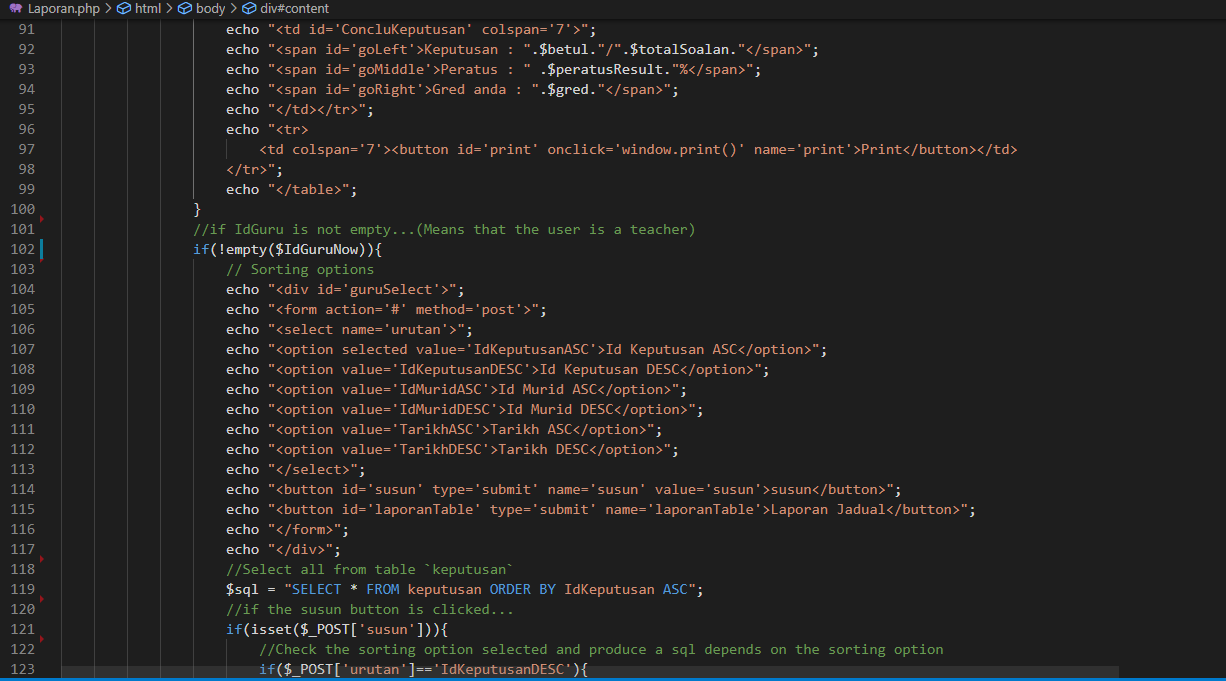 Laporan.php > html > body > div#content
91 echo "<td id='ConcluKeputusan' colspan='7'>";
92 echo "<span id='goLeft'>Keputusan : ".$betul."/".$totalSoalan."</span>";
93 echo "<span id='goMiddle'>Peratus : " .$peratusResult."%</span>";
94 echo "<span id='goRight'>Gred anda : ".$gred."</span>";
95 echo "</td></tr>";
96 echo "<tr>
97 <td colspan='7'><button id='print' onclick='window.print()' name='print'>Print</button></td>
98 </tr>";
99 echo "</table>";
100 }
101 //if IdGuru is not empty...(Means that the user is a teacher)
102 if(!empty($IdGuruNow)){
103 // Sorting options
104 echo "<div id='guruSelect'>";
105 echo "<form action='#' method='post'>";
106 echo "<select name='urutan'>";
107 echo "<option selected value='IdKeputusanASC'>Id Keputusan ASC</option>";
108 echo "<option value='IdKeputusanDESC'>Id Keputusan DESC</option>";
109 echo "<option value='IdMuridASC'>Id Murid ASC</option>";
110 echo "<option value='IdMuridDESC'>Id Murid DESC</option>";
111 echo "<option value='TarikhASC'>Tarikh ASC</option>";
112 echo "<option value='TarikhDESC'>Tarikh DESC</option>";
113 echo "</select>";
114 echo "<button id='susun' type='submit' name='susun' value='susun'>susun</button>";
115 echo "<button id='laporanTable' type='submit' name='laporanTable'>Laporan Jadual</button>";
116 echo "</form>";
117 echo "</div>";
118 //Select all from table `keputusan`
119 $sql = "SELECT * FROM keputusan ORDER BY IdKeputusan ASC";
120 //if the susun button is clicked...
121 if(isset($_POST['susun'])){
122 //Check the sorting option selected and produce a sql depends on the sorting option
123 if($_POST['urutan']=='IdKeputusanDESC'){